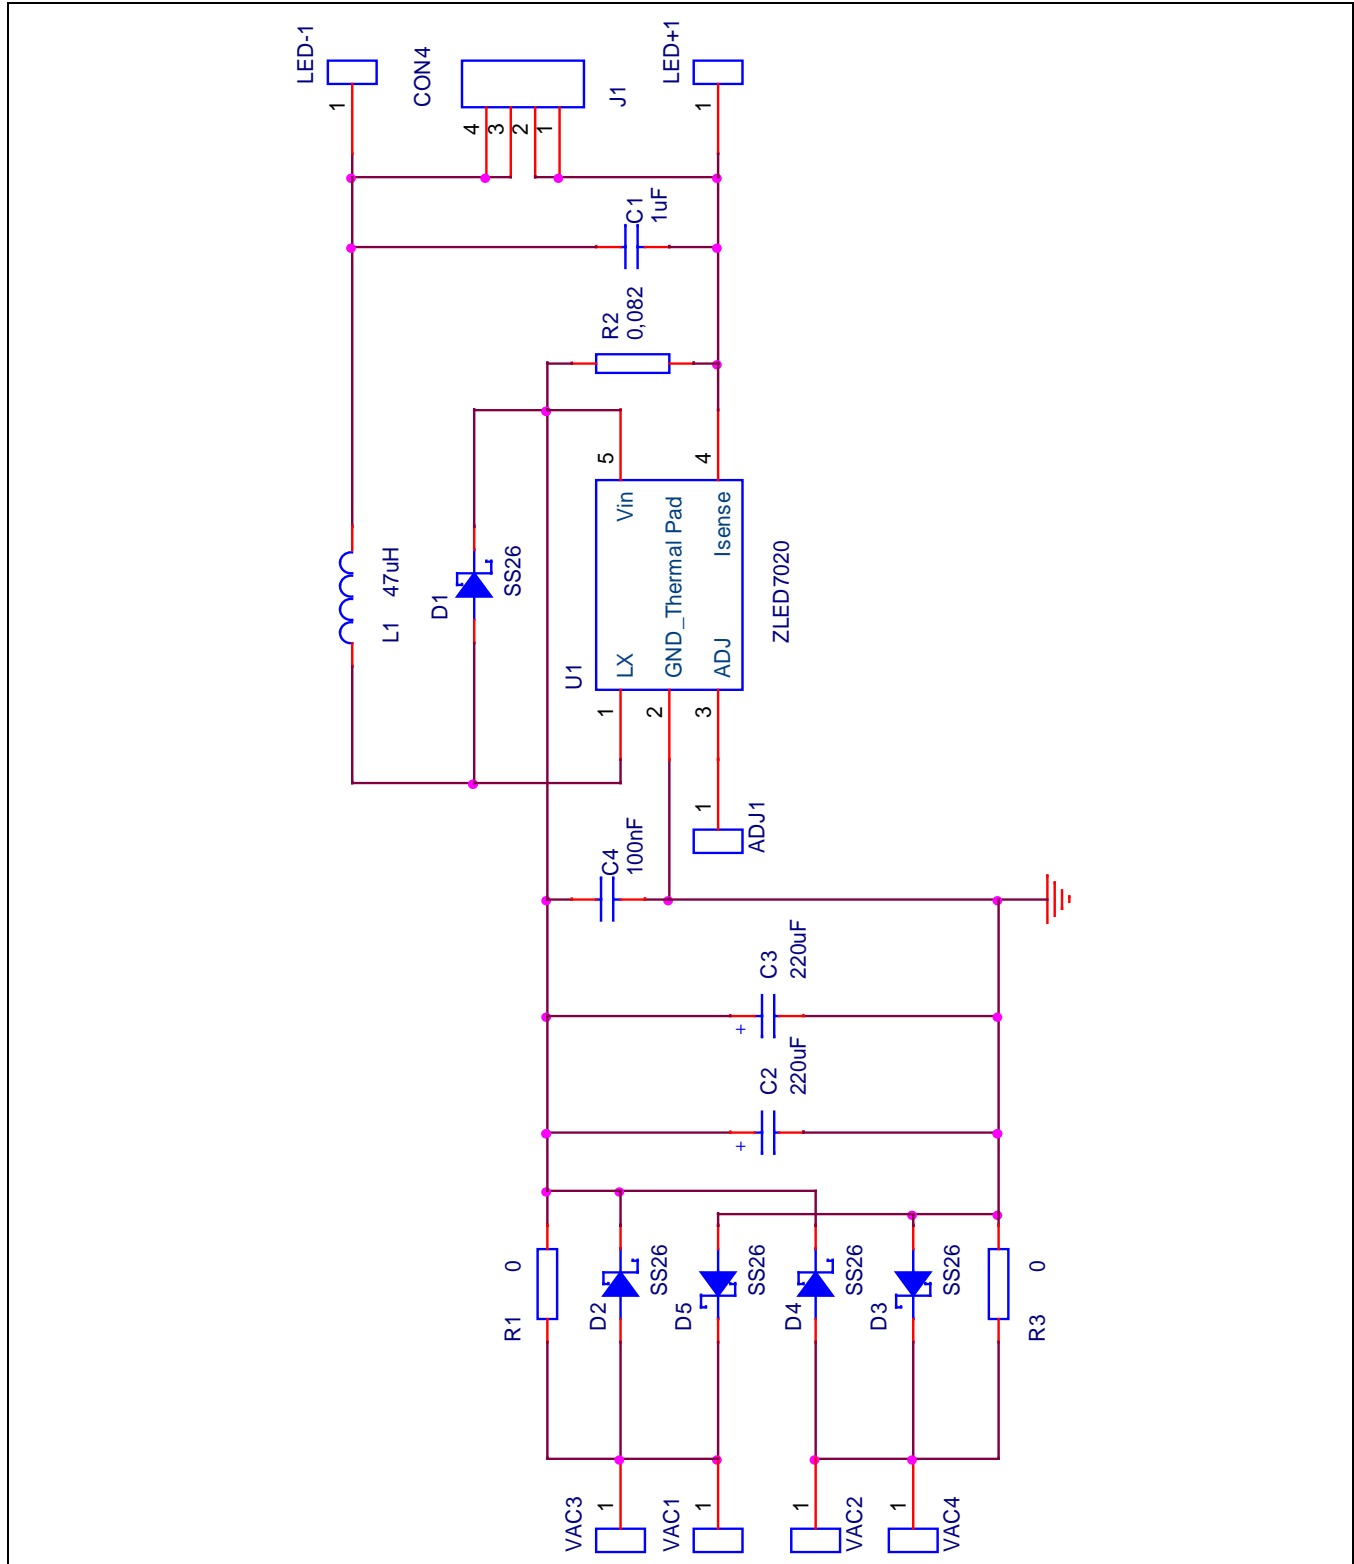 LED-1
1
CON4
4
3
2
1
J1
LED+1
1
C1
1uF
R2
0,082
L1 47uH
D1
SS26
5
4
Vin
GND_Thermal Pad
Isense
LX
ADJ
U1
ZLED7020
1
2
3
1
ADJ1
C4
100nF
C3
220uF
+
C2
220uF
+
R1 0
D2
SS26
D5
SS26
D4
SS26
D3
SS26
R3 0
VAC3
1
VAC1
1
VAC2
1
VAC4
1